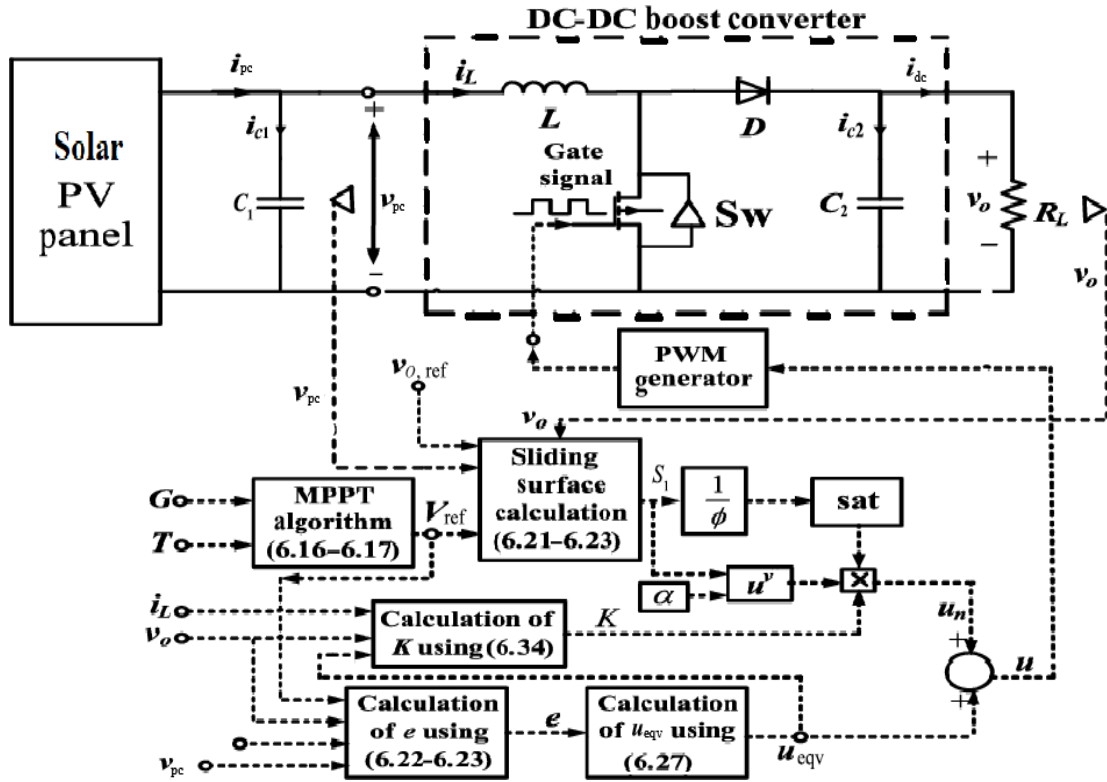 DC-DC boost converter
Solar
PV
panel
i_pc
i_c1
C_1
+
v_pc
-
i_L
L
Gate
signal
Sw
D
i_c2
C_2
i_dc
+
v_o
−
R_L
v_o
PWM
generator
v_O, ref
v_pc
v_o
Sliding
surface
calculation
(6.21–6.23)
S_1
1
ϕ
sat
G
T
MPPT
algorithm
(6.16–6.17)
V_ref
α
u^v
×
u_n
i_L
v_o
Calculation of
K using (6.34)
K
+
u
+
Calculation
of e using
(6.22–6.23)
e
Calculation
of u_eqv using
(6.27)
u_eqv
v_pc